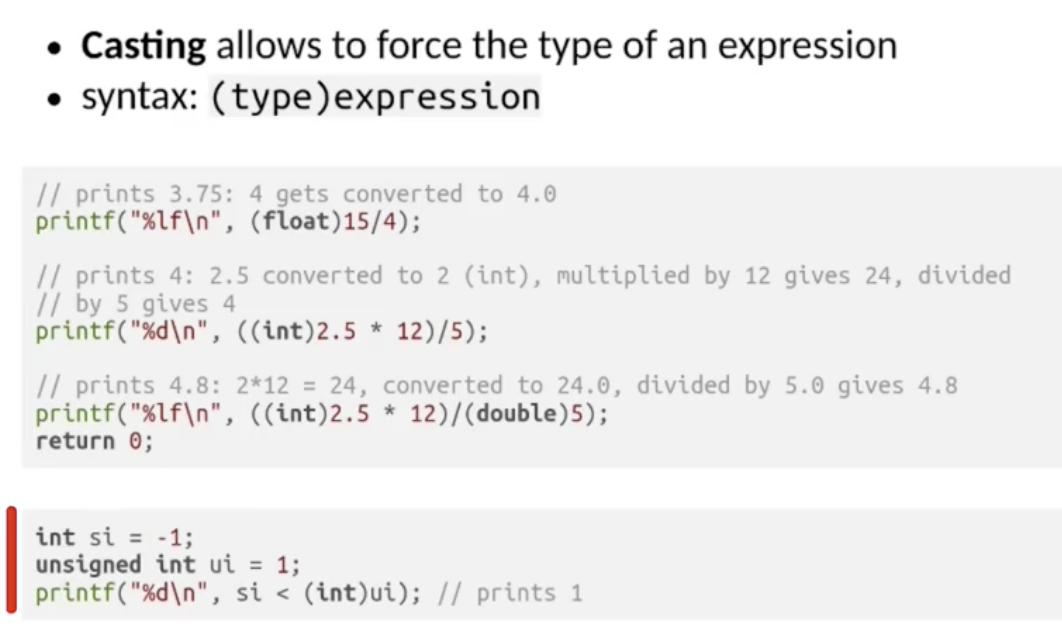 • Casting allows to force the type of an expression
• syntax: (type)expression
// prints 3.75: 4 gets converted to 4.0
printf("%lf\n", (float)15/4);
// prints 4: 2.5 converted to 2 (int), multiplied by 12 gives 24, divided
// by 5 gives 4
printf("%d\n", ((int)2.5 * 12)/5);
// prints 4.8: 2*12 = 24, converted to 24.0, divided by 5.0 gives 4.8
printf("%lf\n", ((int)2.5 * 12)/(double)5);
return 0;
int si = -1;
unsigned int ui = 1;
printf("%d\n", si < (int)ui); // prints 1